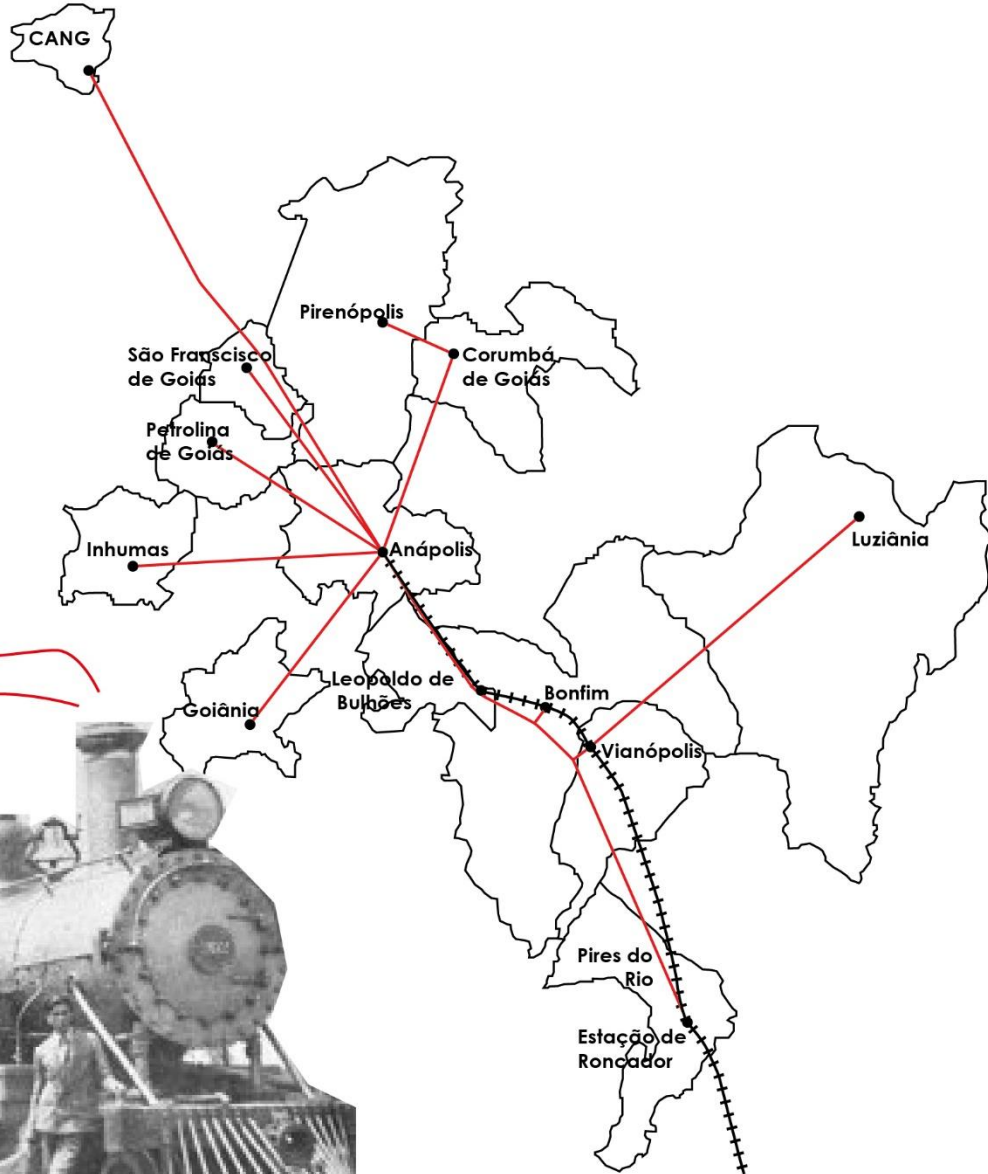 CANG
Pirenópolis
São Franscisco
de Goiás
Corumbá
de Goiás
Petrolina
de Goiás
Inhumas
Anápolis
Luziânia
Leopoldo de
Bulhões
Bonfim
Goiânia
Vianópolis
Pires do
Rio
Estação de
Roncador